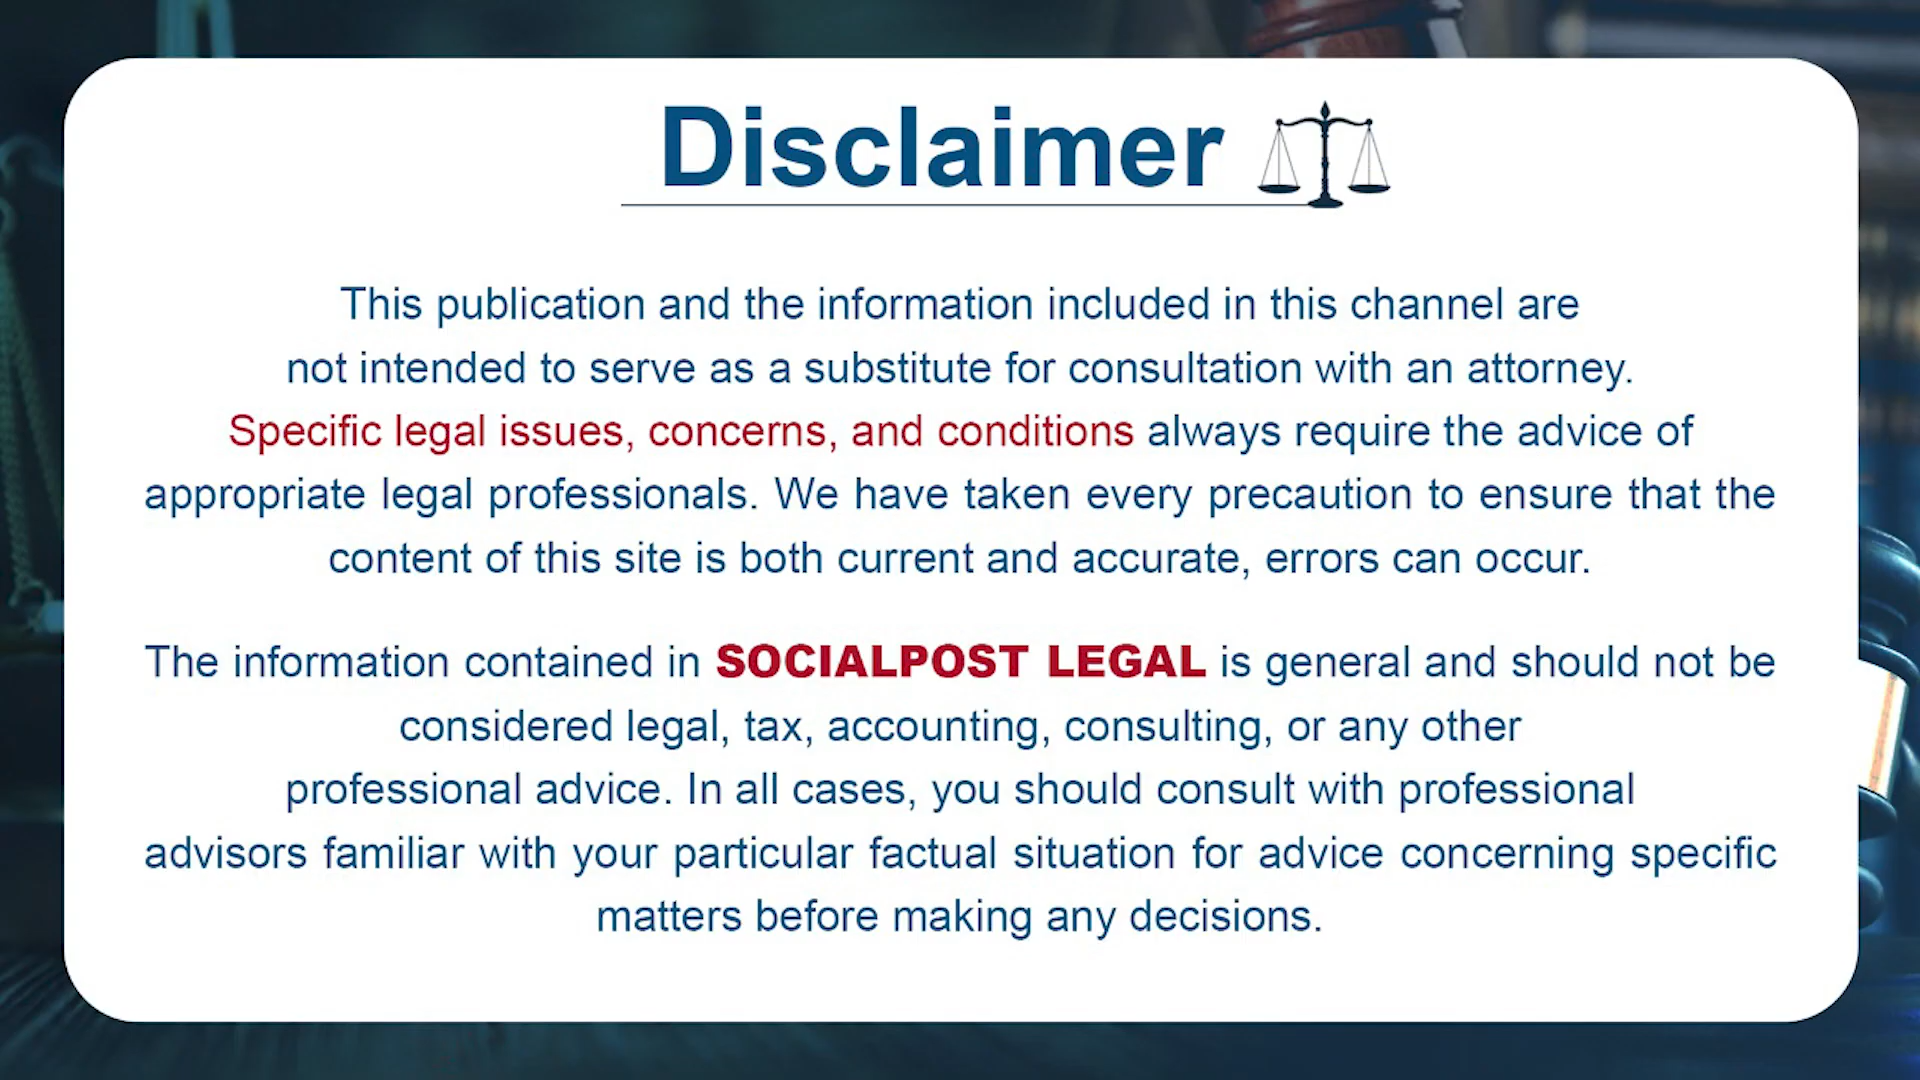 Disclaimer
This publication and the information included in this channel are
not intended to serve as a substitute for consultation with an attorney.
Specific legal issues, concerns, and conditions always require the advice of
appropriate legal professionals. We have taken every precaution to ensure that the
content of this site is both current and accurate, errors can occur.
The information contained in SOCIALPOST LEGAL is general and should not be
considered legal, tax, accounting, consulting, or any other
professional advice. In all cases, you should consult with professional
advisors familiar with your particular factual situation for advice concerning specific
matters before making any decisions.